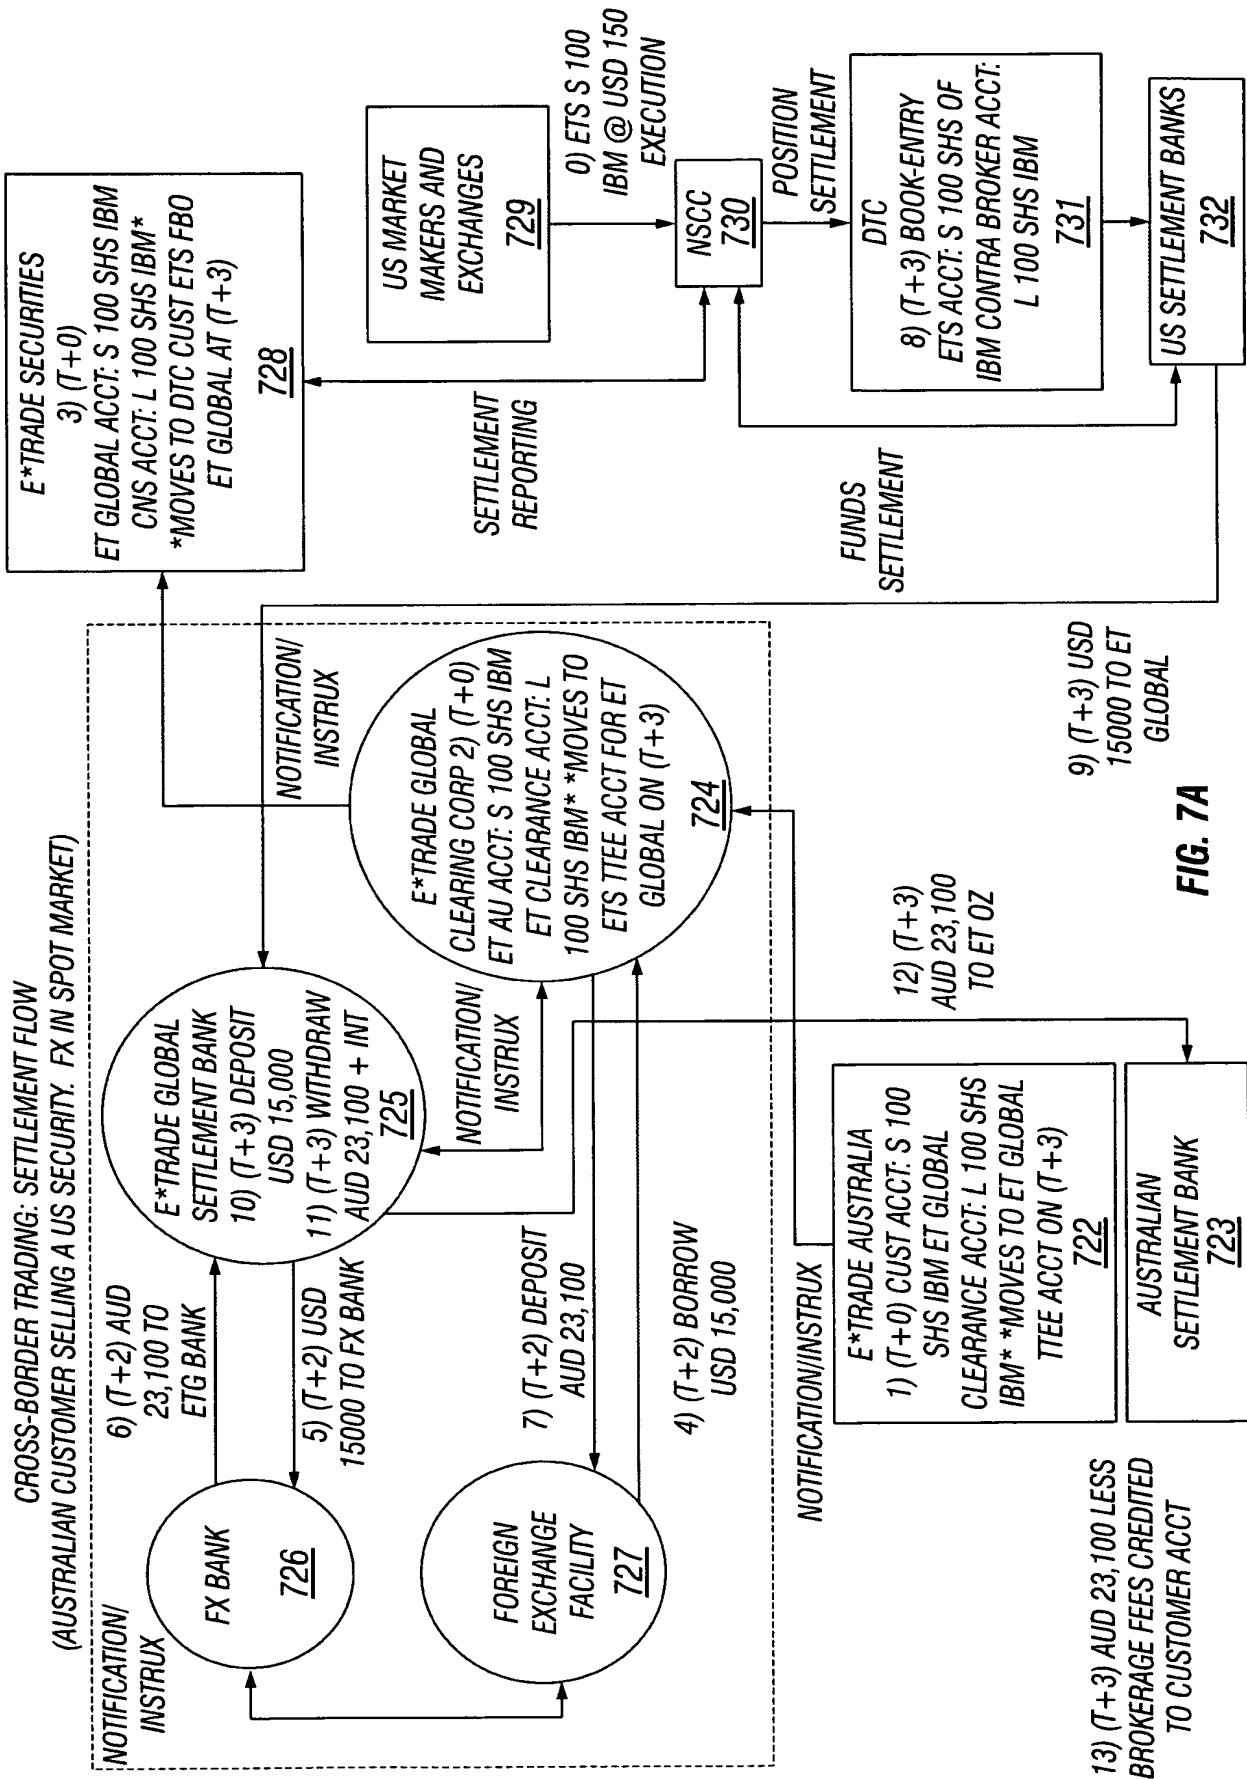 CROSS-BORDER TRADING: SETTLEMENT FLOW
(AUSTRALIAN CUSTOMER SELLING A US SECURITY. FX IN SPOT MARKET)
NOTIFICATION/
INSTRUX
FX BANK
726
6) (T+2) AUD
23,100 TO
ETG BANK
5) (T+2) USD
15000 TO FX BANK
E*TRADE GLOBAL
SETTLEMENT BANK
10) (T+3) DEPOSIT
USD 15,000
11) (T+3) WITHDRAW
AUD 23,100 + INT
725
NOTIFICATION/
INSTRUX
E*TRADE SECURITIES
3) (T+0)
ET GLOBAL ACCT: S 100 SHS IBM
CNS ACCT: L 100 SHS IBM*
*MOVES TO DTC CUST ETS FBO
ET GLOBAL AT (T+3)
728
FOREIGN
EXCHANGE
FACILITY
727
7) (T+2) DEPOSIT
AUD 23,100
4) (T+2) BORROW
USD 15,000
NOTIFICATION/
INSTRUX
E*TRADE GLOBAL
CLEARING CORP 2) (T+0)
ET AU ACCT: S 100 SHS IBM
ET CLEARANCE ACCT: L
100 SHS IBM* *MOVES TO
ETS TTEE ACCT FOR ET
GLOBAL ON (T+3)
724
SETTLEMENT
REPORTING
US MARKET
MAKERS AND
EXCHANGES
729
0) ETS S 100
IBM @ USD 150
EXECUTION
NSCC
730
POSITION
SETTLEMENT
FUNDS
SETTLEMENT
DTC
8) (T+3) BOOK-ENTRY
ETS ACCT: S 100 SHS OF
IBM CONTRA BROKER ACCT:
L 100 SHS IBM
731
US SETTLEMENT BANKS
732
9) (T+3) USD
15000 TO ET
GLOBAL
NOTIFICATION/INSTRUX
E*TRADE AUSTRALIA
1) (T+0) CUST ACCT: S 100
SHS IBM ET GLOBAL
CLEARANCE ACCT: L 100 SHS
IBM* *MOVES TO ET GLOBAL
TTEE ACCT ON (T+3)
722
12) (T+3)
AUD 23,100
TO ET OZ
AUSTRALIAN
SETTLEMENT BANK
723
13) (T+3) AUD 23,100 LESS
BROKERAGE FEES CREDITED
TO CUSTOMER ACCT
FIG. 7A